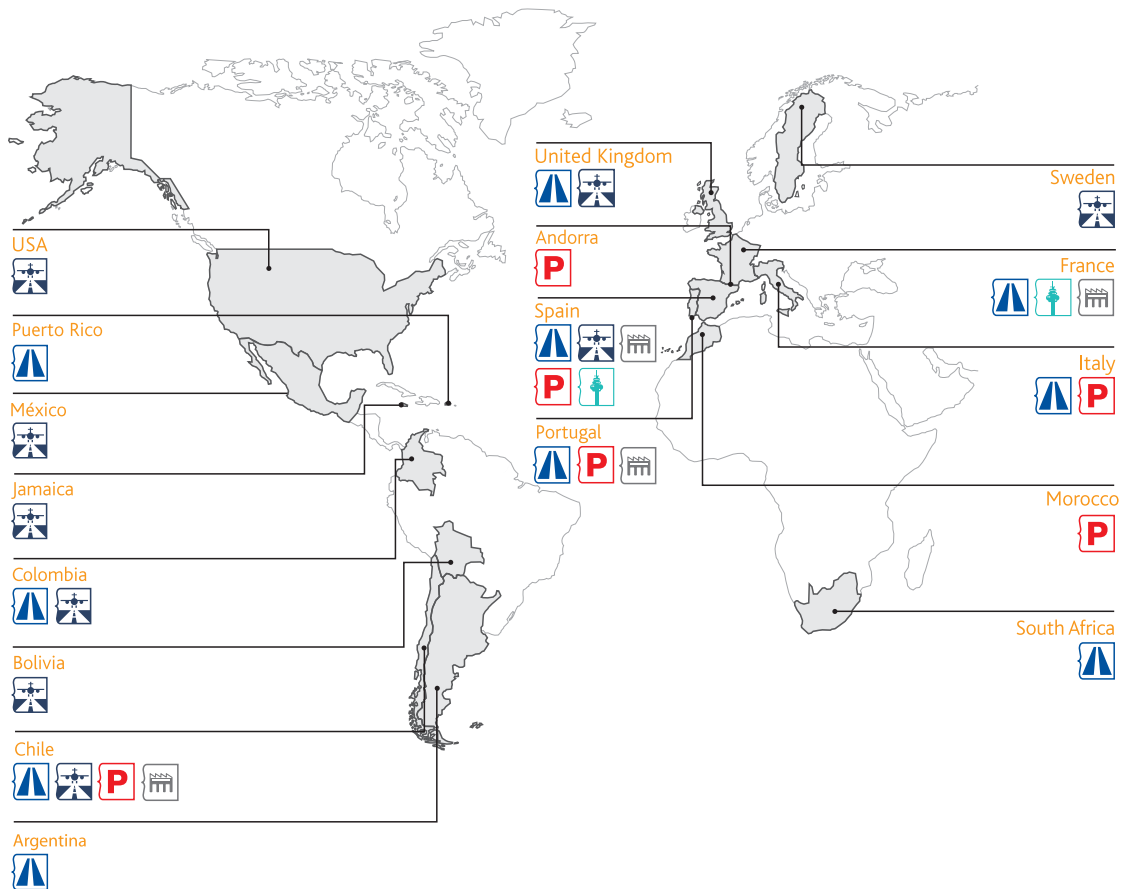 USA
Puerto Rico
México
Jamaica
Colombia
Bolivia
Chile
P
Argentina
United Kingdom
Andorra
P
Spain
P
Portugal
P
Sweden
France
Italy
P
Morocco
P
South Africa